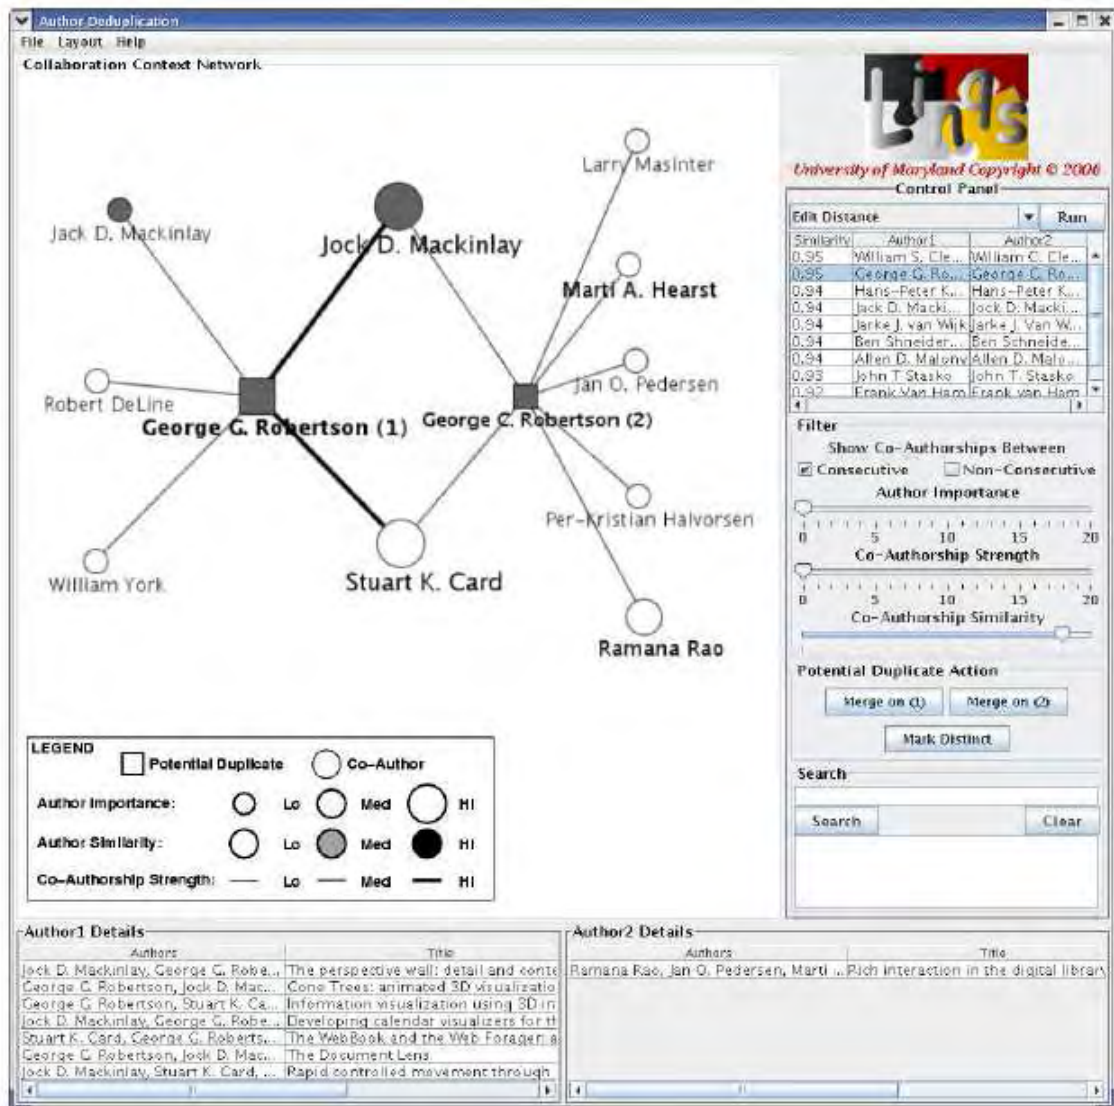 Author Deduplication
File Layout Help
Collaboration Context Network
Larry Masinter
Jack D. Mackinlay
Jock D. Mackinlay
Marti A. Hearst
Robert DeLine
Jan O. Pedersen
George G. Robertson (1)
George C. Robertson (2)
Per-Kristian Halvorsen
William York
Stuart K. Card
Ramana Rao
LEGEND
Potential Duplicate Co-Author
Author Importance: Lo Med Hi
Author Similarity: Lo Med Hi
Co-Authorship Strength: Lo Med Hi
Linqs
University of Maryland Copyright © 2006
Control Panel
Edit Distance Run
Similarity Author1 Author2
0.95 William S. Cle... William C. Cle...
0.95 George G. Ro... George C. Ro...
0.94 Hans-Peter K... Hans-Peter K...
0.94 Jack D. Macki... Jock D. Macki...
0.94 Jarke J. van Wijk Jarke J. Van W...
0.94 Ben Shneider... Ben Schneide...
0.94 Allen D. Malony Allen D. Malo...
0.93 John T Stasko John T. Stasko
0.92 Frank Van Ham Frank van Ham
Filter
Show Co-Authorships Between
Consecutive Non-Consecutive
Author Importance
0 5 10 15 20
Co-Authorship Strength
0 5 10 15 20
Co-Authorship Similarity
Potential Duplicate Action
Merge on (1) Merge on (2)
Mark Distinct
Search
Search Clear
Author1 Details
Authors Title
Jock D. Mackinlay, George G. Robe... The perspective wall: detail and conte
George G. Robertson, Jock D. Mac... Cone Trees: animated 3D visualizatio
George G. Robertson, Stuart K. Ca... Information visualization using 3D in
Jock D. Mackinlay, George G. Robe... Developing calendar visualizers for th
Stuart K. Card, George G. Roberts... The WebBook and the Web Forager: a
George G. Robertson, Jock D. Mac... The Document Lens
Jock D. Mackinlay, Stuart K. Card, ... Rapid controlled movement through
Author2 Details
Authors Title
Ramana Rao, Jan O. Pedersen, Marti ... Rich interaction in the digital library